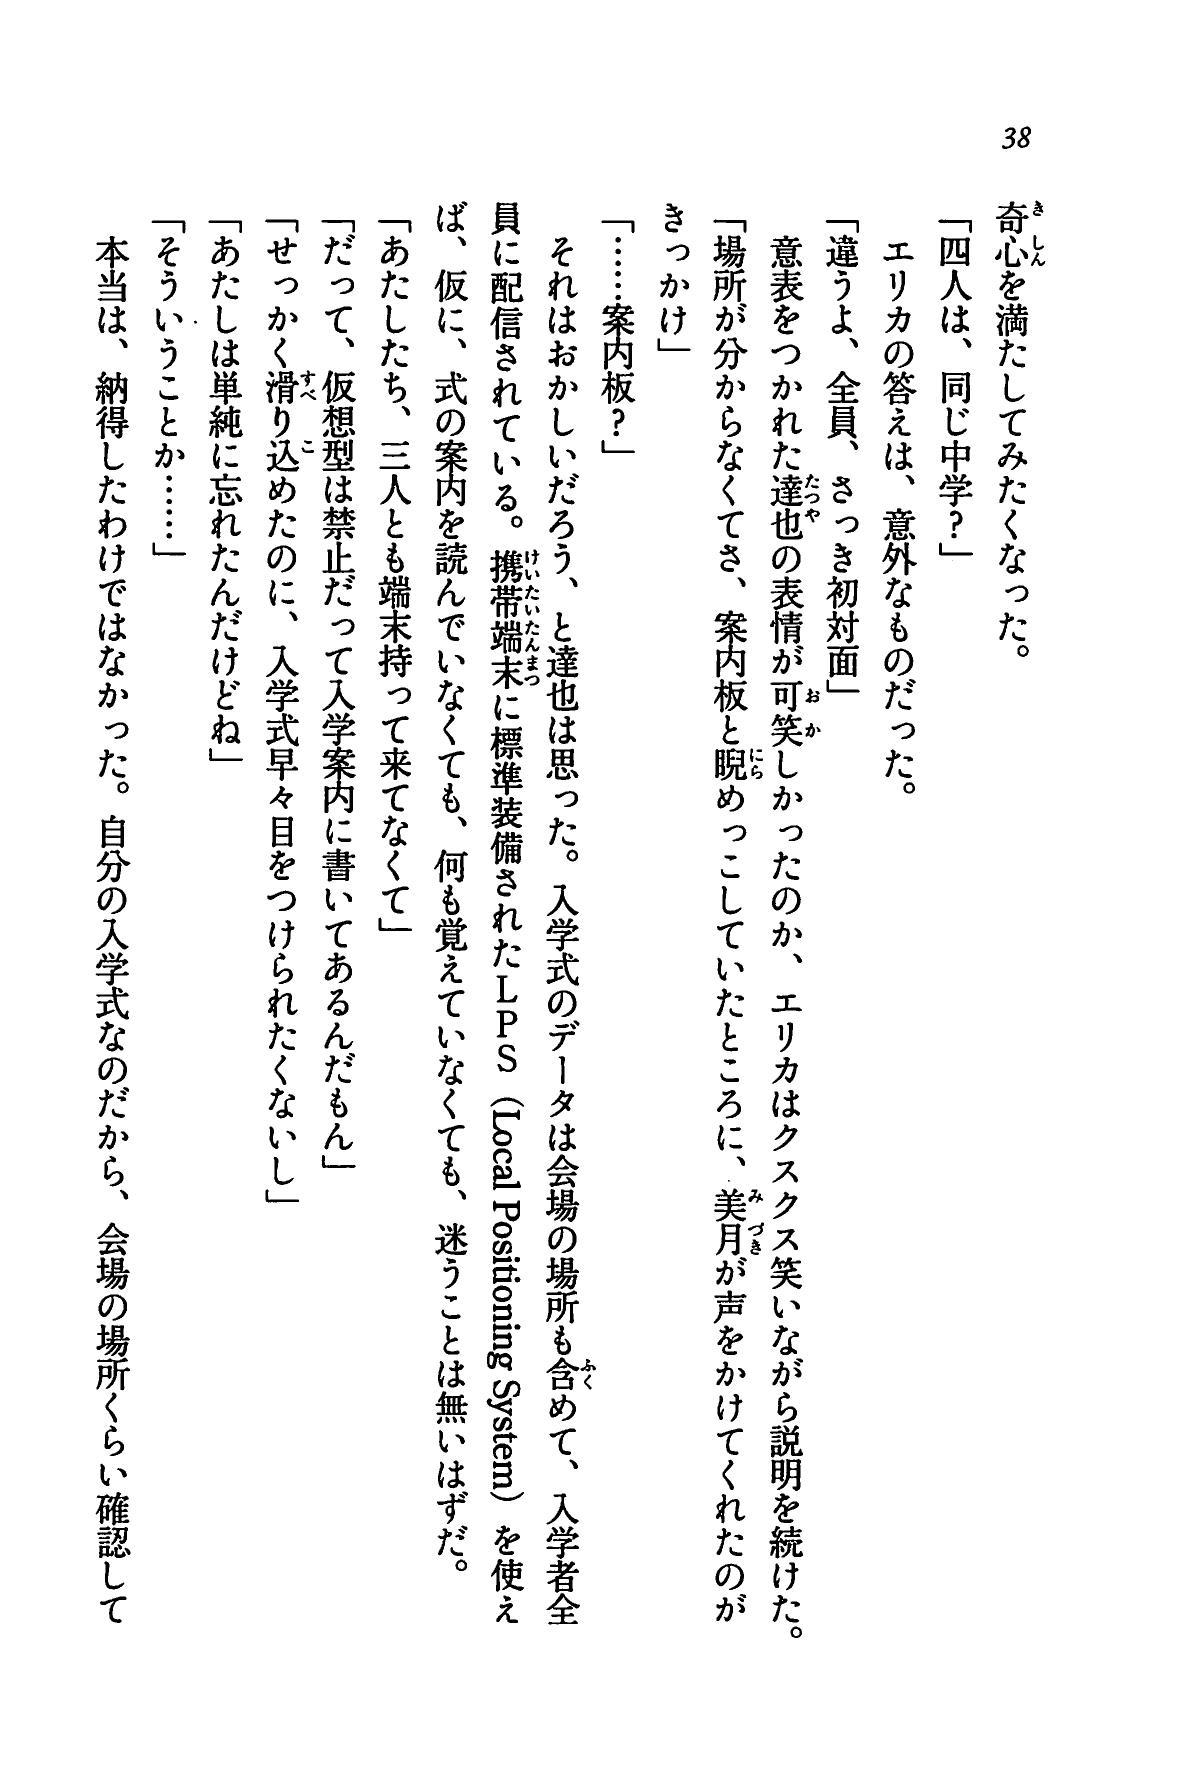 38
奇心を満たしてみたくなった。
「四人は、同じ中学？」
エリカの答えは、意外なものだった。
「違うよ、全員、さっき初対面」
意表をつかれた達也の表情が可笑しかったのか、エリカはクスクス笑いながら説明を続けた。
「場所が分からなくてさ、案内板と睨めっこしていたところに、美月が声をかけてくれたのが
きっかけ」
「……案内板？」
それはおかしいだろう、と達也は思った。入学式のデータは会場の場所も含めて、入学者全
員に配信されている。携帯端末に標準装備されたＬＰＳ（Local Positioning System）を使え
ば、仮に、式の案内を読んでいなくても、何も覚えていなくても、迷うことは無いはずだ。
「あたしたち、三人とも端末持って来てなくて」
「だって、仮想型は禁止だって入学案内に書いてあるんだもん」
「せっかく滑り込めたのに、入学式早々目をつけられたくないし」
「あたしは単純に忘れたんだけどね」
「そういうことか……」
本当は、納得したわけではなかった。自分の入学式なのだから、会場の場所くらい確認して